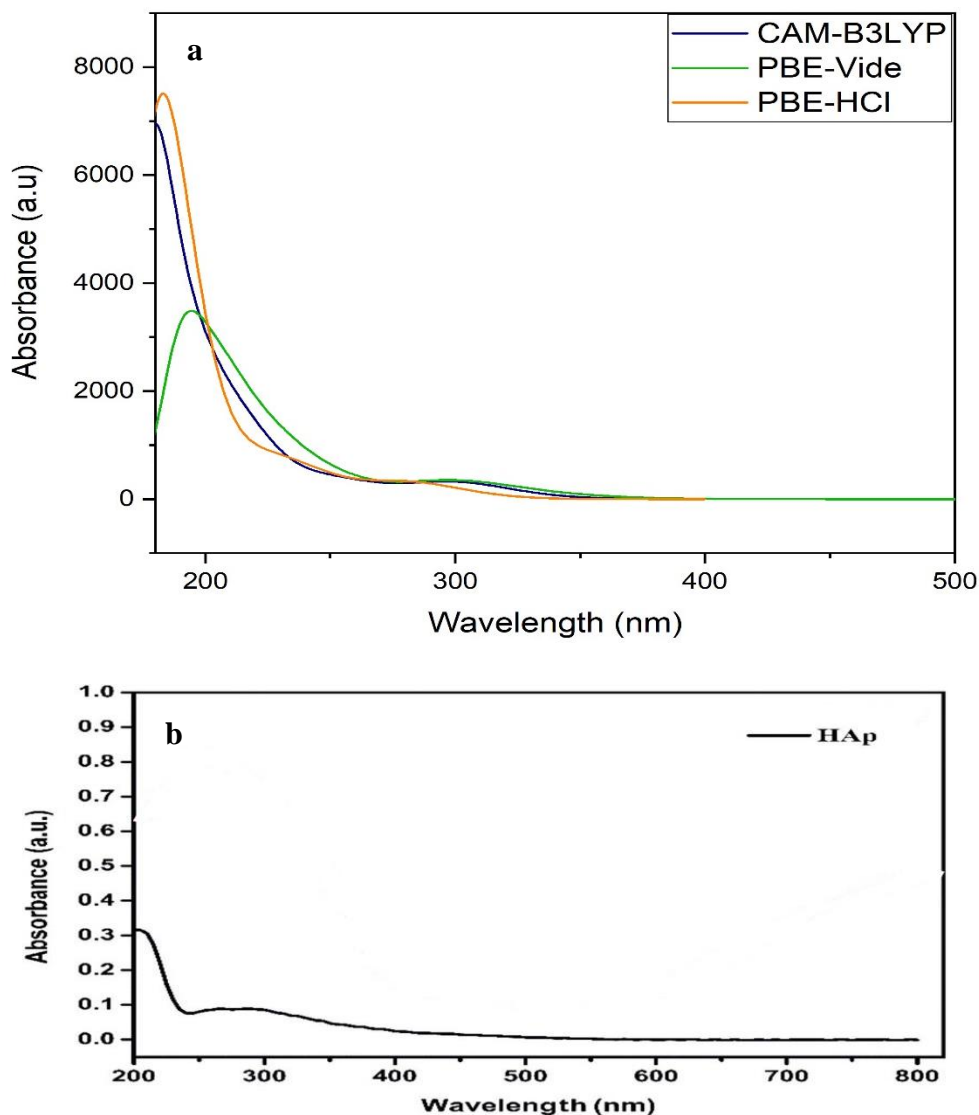 a
CAM-B3LYP
PBE-Vide
PBE-HCl
Absorbance (a.u)
8000
6000
4000
2000
0
200
300
400
500
Wavelength (nm)
b
HAp
Absorbance (a.u.)
1.0
0.9
0.8
0.7
0.6
0.5
0.4
0.3
0.2
0.1
0.0
200
300
400
500
600
700
800
Wavelength (nm)